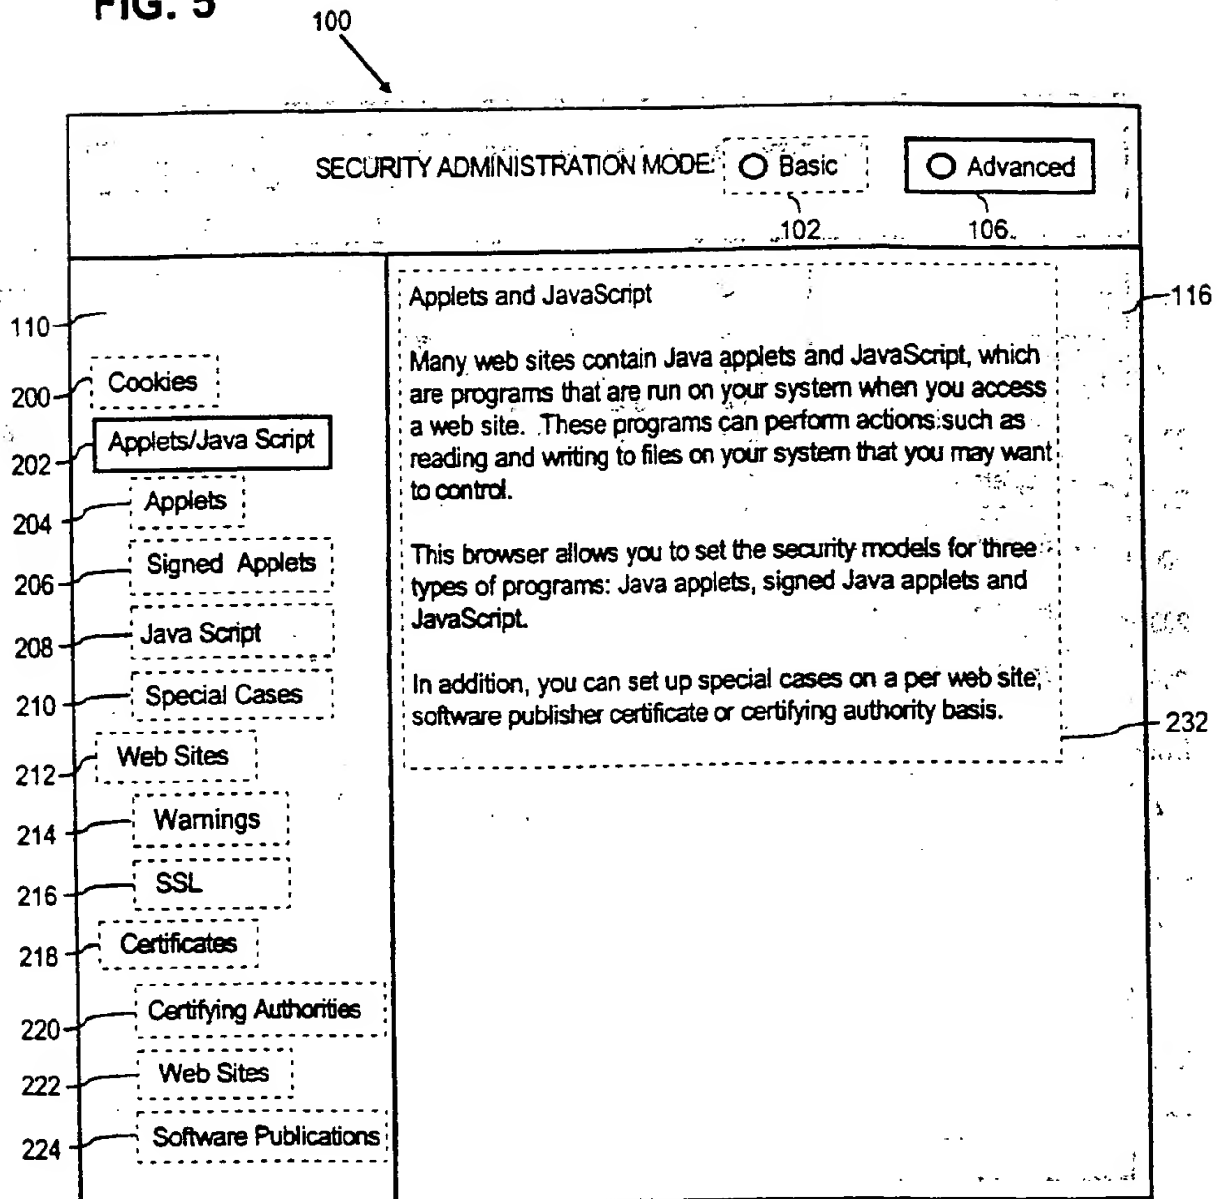 FIG. 5
100
SECURITY ADMINISTRATION MODE: Basic Advanced
102 106
110
200 Cookies
202 Applets/Java Script
204 Applets
206 Signed Applets
208 Java Script
210 Special Cases
212 Web Sites
214 Warnings
216 SSL
218 Certificates
220 Certifying Authorities
222 Web Sites
224 Software Publications
116
Applets and JavaScript
Many web sites contain Java applets and JavaScript, which
are programs that are run on your system when you access
a web site. These programs can perform actions such as
reading and writing to files on your system that you may want
to control.
This browser allows you to set the security models for three
types of programs: Java applets, signed Java applets and
JavaScript.
In addition, you can set up special cases on a per web site,
software publisher certificate or certifying authority basis.
232